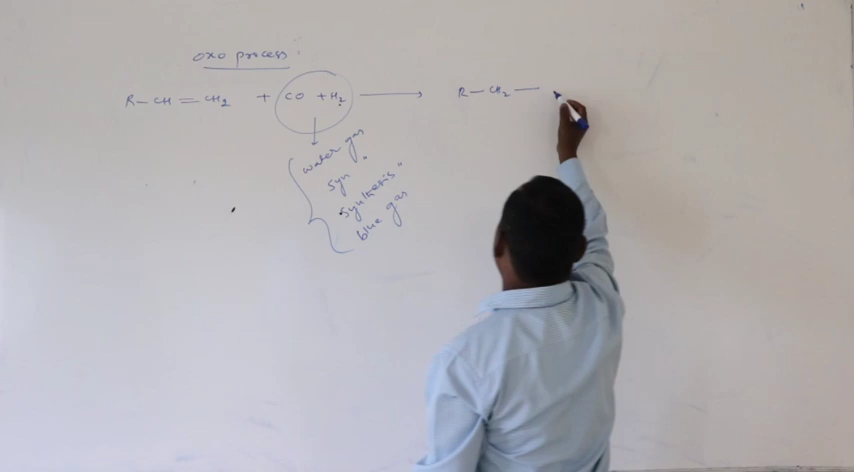 oxo process:
R-CH=CH2 + CO+H2 → R-CH2-
water gas
syn "
synthesis "
blue gas